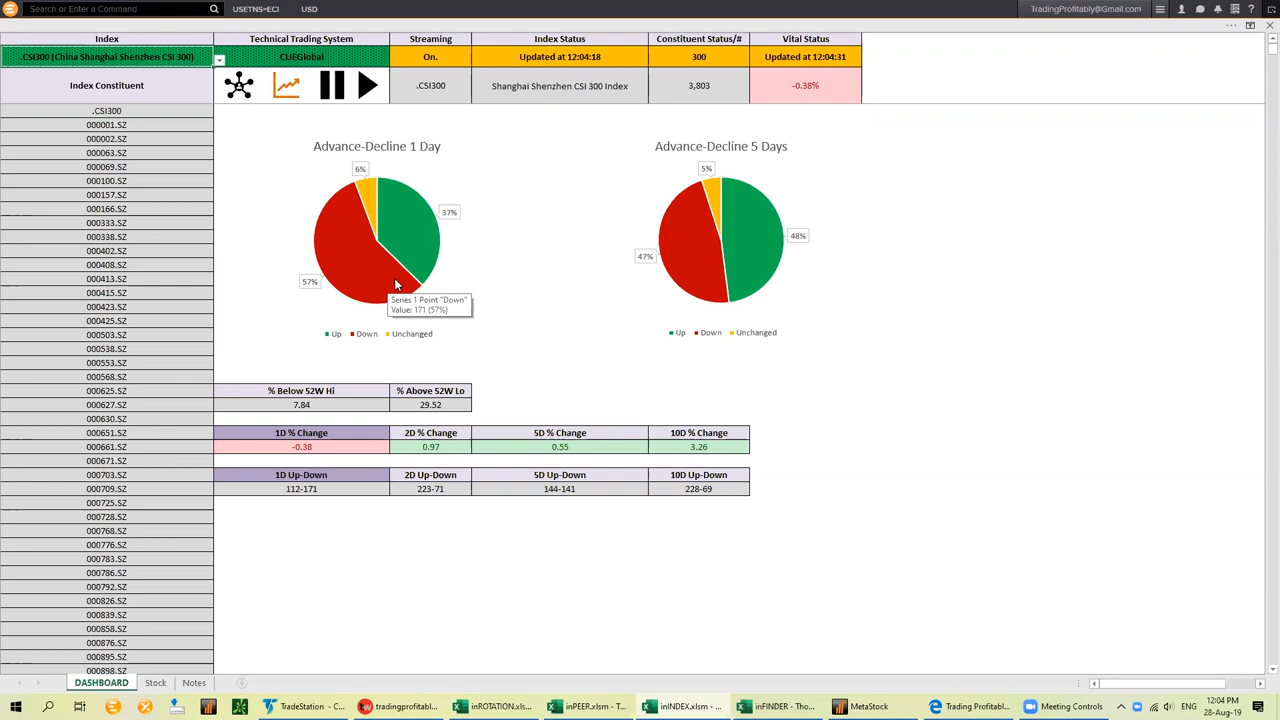 Search or Enter Command
USETNS-ECI
USD
TradingProfitably@Gmail.com
Index
Technical Trading System
Streaming
Index Status
Constituent Status/#
Vital Status
.CSI300 (China Shanghai Shenzhen CSI 300)
CUEGlobal
On.
Updated at 12:04:18
300
Updated at 12:04:31
Index Constituent
.CSI300
Shanghai Shenzhen CSI 300 Index
3,803
-0.38%
.CSI300
000001.SZ
000002.SZ
000063.SZ
000069.SZ
000100.SZ
000157.SZ
000166.SZ
000333.SZ
000338.SZ
000402.SZ
000408.SZ
000413.SZ
000415.SZ
000423.SZ
000425.SZ
000503.SZ
000538.SZ
000553.SZ
000568.SZ
000625.SZ
000627.SZ
000630.SZ
000651.SZ
000661.SZ
000671.SZ
000703.SZ
000709.SZ
000725.SZ
000728.SZ
000768.SZ
000776.SZ
000783.SZ
000786.SZ
000792.SZ
000826.SZ
000839.SZ
000858.SZ
000876.SZ
000895.SZ
000898.SZ
Advance-Decline 1 Day
6%
37%
57%
Series 1 Point "Down"
Value: 171 (57%)
Up Down Unchanged
Advance-Decline 5 Days
5%
48%
47%
Up Down Unchanged
% Below 52W Hi % Above 52W Lo
7.84 29.52
1D % Change 2D % Change 5D % Change 10D % Change
-0.38 0.97 0.55 3.26
1D Up-Down 2D Up-Down 5D Up-Down 10D Up-Down
112-171 223-71 144-141 228-69
DASHBOARD Stock Notes
TradeStation - C...
tradingprofitabl...
inROTATION.xls...
inPEER.xlsm - T...
inINDEX.xlsm - ...
inFINDER - Tho...
MetaStock
Trading Profitabl...
Meeting Controls
ENG
12:04 PM
28-Aug-19